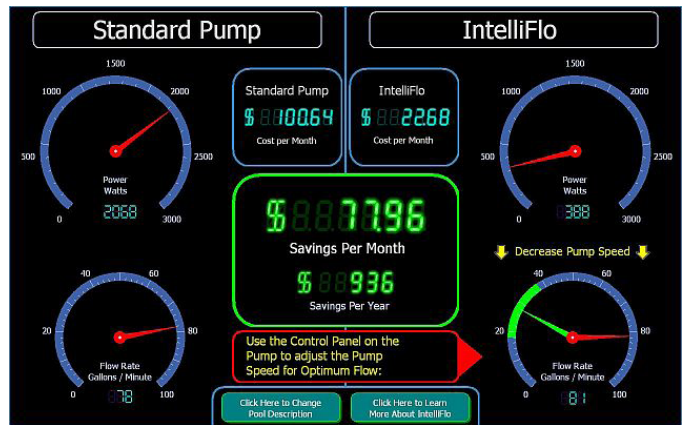 Standard Pump
IntelliFlo
1500
1000
2000
500
2500
Power
Watts
0
2068
3000
Standard Pump
$ 100.64
Cost per Month
IntelliFlo
$ 22.68
Cost per Month
1500
1000
2000
500
2500
Power
Watts
0
388
3000
$ 77.96
Savings Per Month
$ 936
Savings Per Year
Decrease Pump Speed
40
60
20
80
Flow Rate
Gallons / Minute
0
78
100
Use the Control Panel on the
Pump to adjust the Pump
Speed for Optimum Flow:
40
60
20
80
Flow Rate
Gallons / Minute
0
81
100
Click Here to Change
Pool Description
Click Here to Learn
More About IntelliFlo